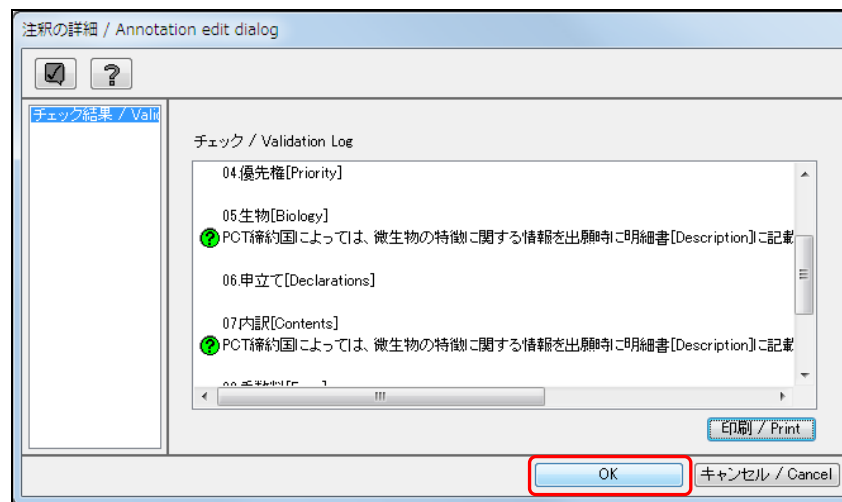 注釈の詳細 / Annotation edit dialog
チェック結果 / Valid
チェック / Validation Log
04.優先権[Priority]
05.生物[Biology]
PCT締約国によっては、微生物の特徴に関する情報を出願時に明細書[Description]に記載
06.申立て[Declarations]
07.内訳[Contents]
PCT締約国によっては、微生物の特徴に関する情報を出願時に明細書[Description]に記載
印刷 / Print
OK
キャンセル / Cancel